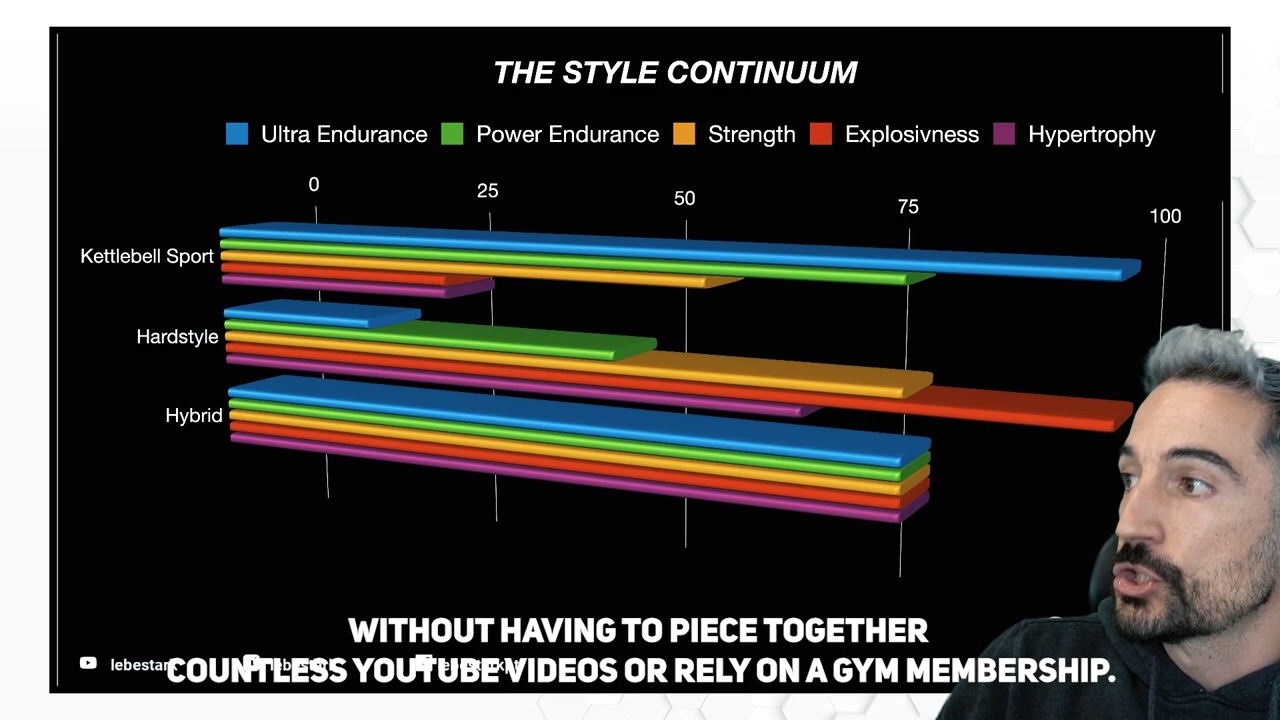 THE STYLE CONTINUUM
Ultra Endurance Power Endurance Strength Explosivness Hypertrophy
0 25 50 75 100
Kettlebell Sport
Hardstyle
Hybrid
WITHOUT HAVING TO PIECE TOGETHER
COUNTLESS YOUTUBE VIDEOS OR RELY ON A GYM MEMBERSHIP.